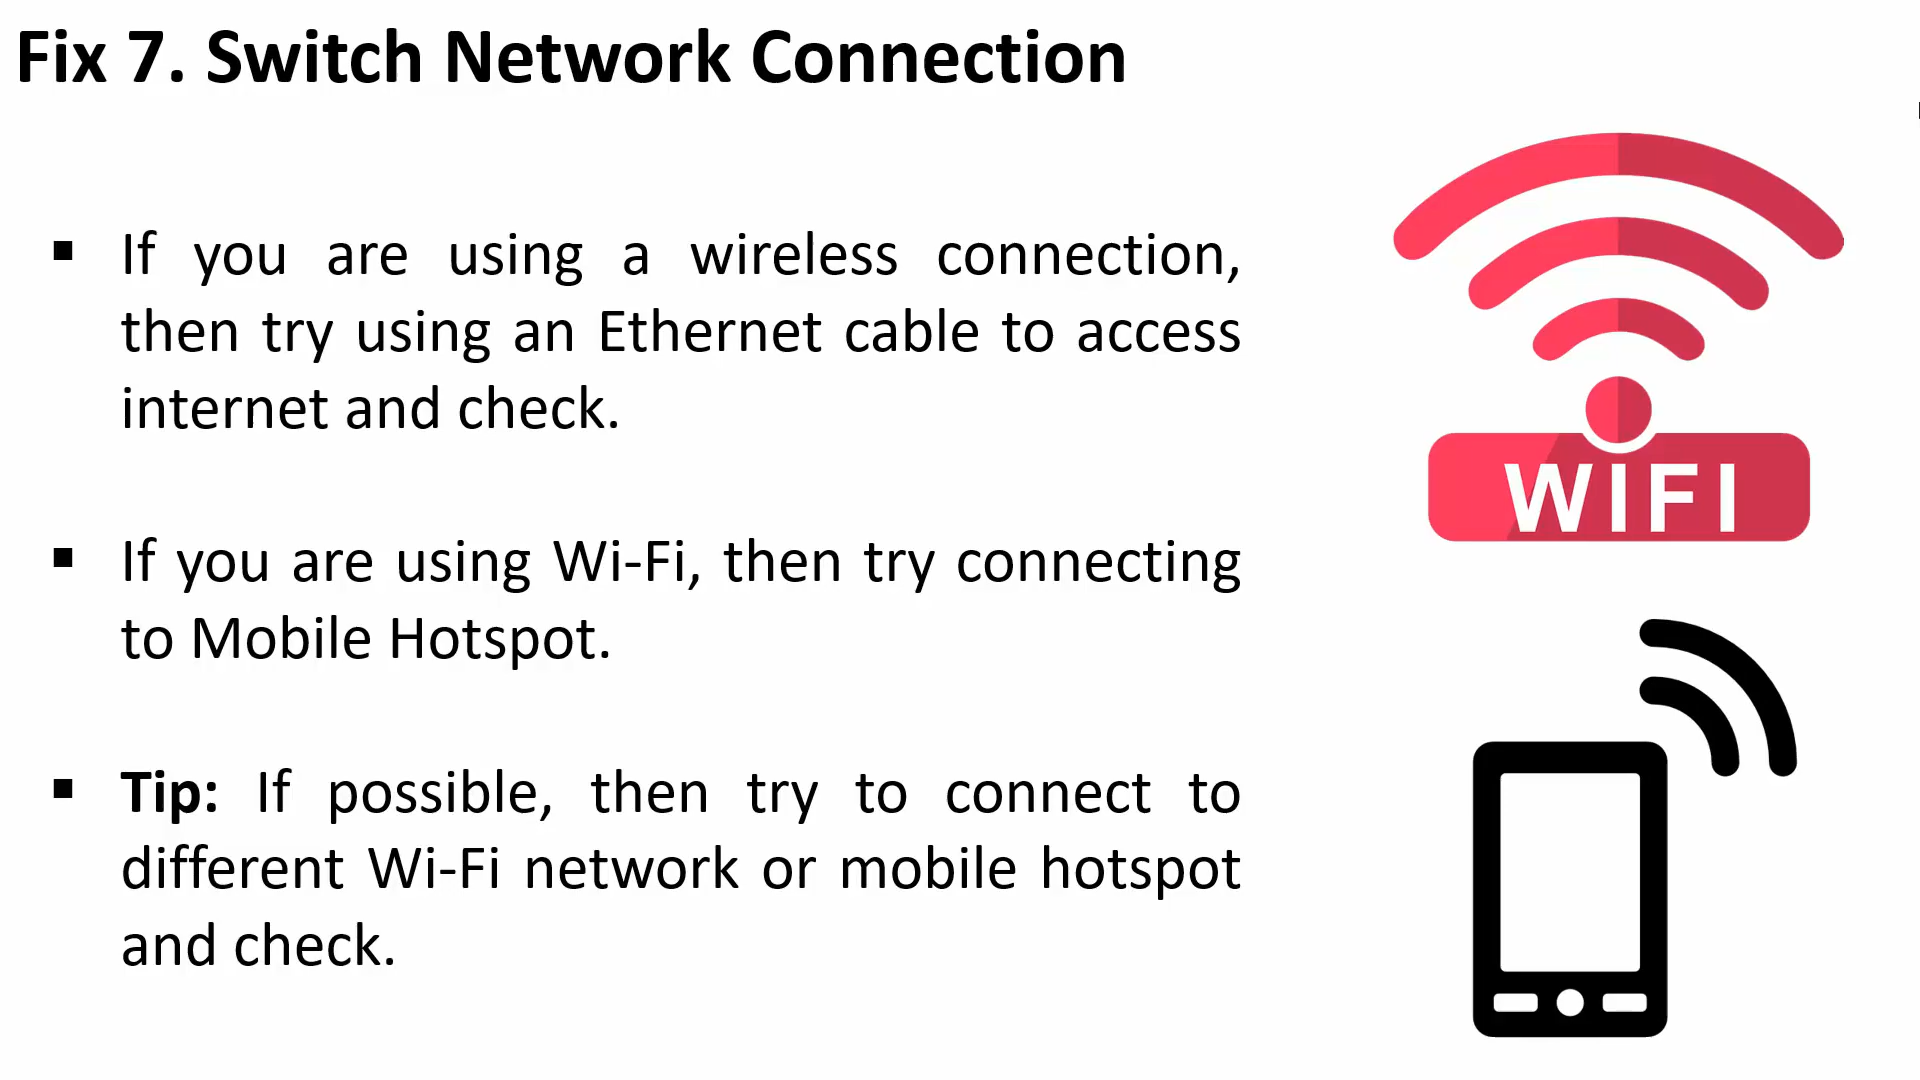 Fix 7. Switch Network Connection
▪ If you are using a wireless connection,
then try using an Ethernet cable to access
internet and check.
▪ If you are using Wi-Fi, then try connecting
to Mobile Hotspot.
▪ Tip: If possible, then try to connect to
different Wi-Fi network or mobile hotspot
and check.
WIFI